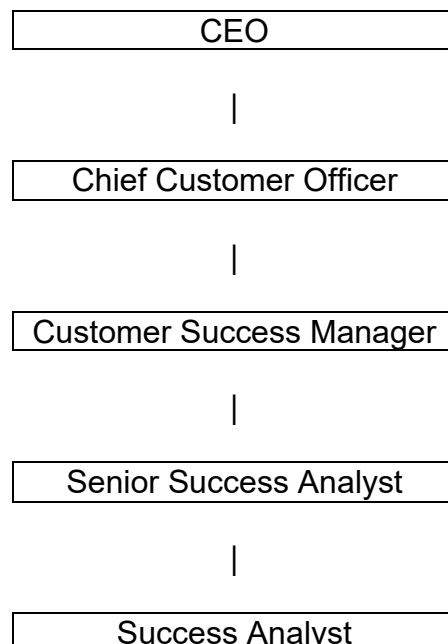 CEO
|
Chief Customer Officer
|
Customer Success Manager
|
Senior Success Analyst
|
Success Analyst